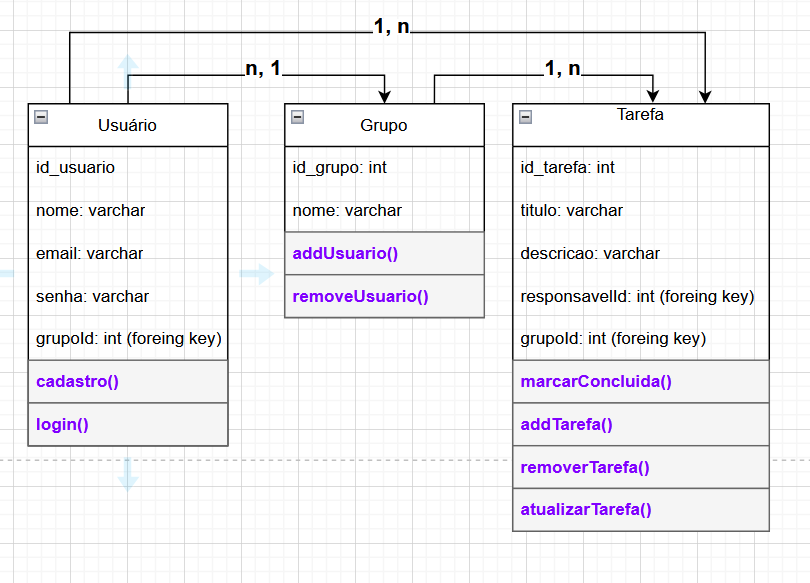 1, n
n, 1
1, n
Usuário
id_usuario
nome: varchar
email: varchar
senha: varchar
grupoId: int (foreing key)
cadastro()
login()
Grupo
id_grupo: int
nome: varchar
addUsuario()
removeUsuario()
Tarefa
id_tarefa: int
titulo: varchar
descricao: varchar
responsavelId: int (foreing key)
grupoId: int (foreing key)
marcarConcluida()
addTarefa()
removerTarefa()
atualizarTarefa()